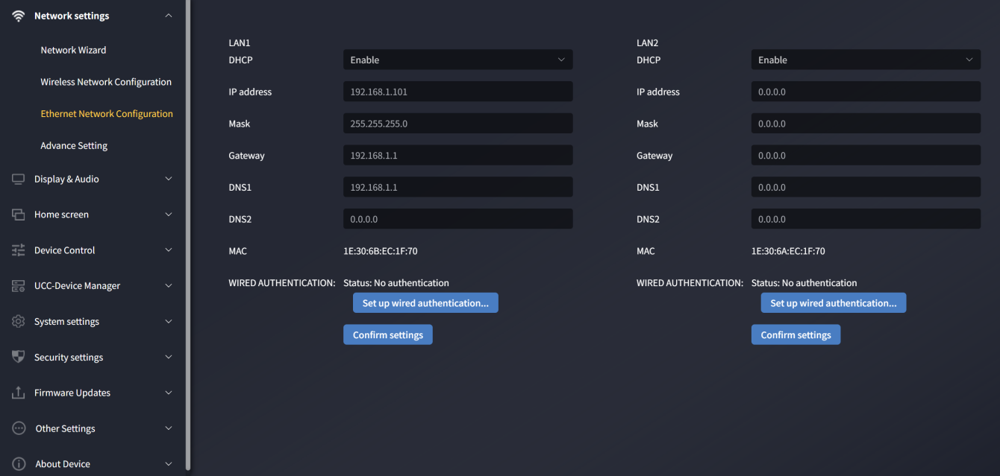 Network settings
Network Wizard
Wireless Network Configuration
Ethernet Network Configuration
Advance Setting
Display & Audio
Home screen
Device Control
UCC-Device Manager
System settings
Security settings
Firmware Updates
Other Settings
About Device
LAN1
DHCP Enable
IP address 192.168.1.101
Mask 255.255.255.0
Gateway 192.168.1.1
DNS1 192.168.1.1
DNS2 0.0.0.0
MAC 1E:30:6B:EC:1F:70
WIRED AUTHENTICATION: Status: No authentication
Set up wired authentication...
Confirm settings
LAN2
DHCP Enable
IP address 0.0.0.0
Mask 0.0.0.0
Gateway 0.0.0.0
DNS1 0.0.0.0
DNS2 0.0.0.0
MAC 1E:30:6A:EC:1F:70
WIRED AUTHENTICATION: Status: No authentication
Set up wired authentication...
Confirm settings